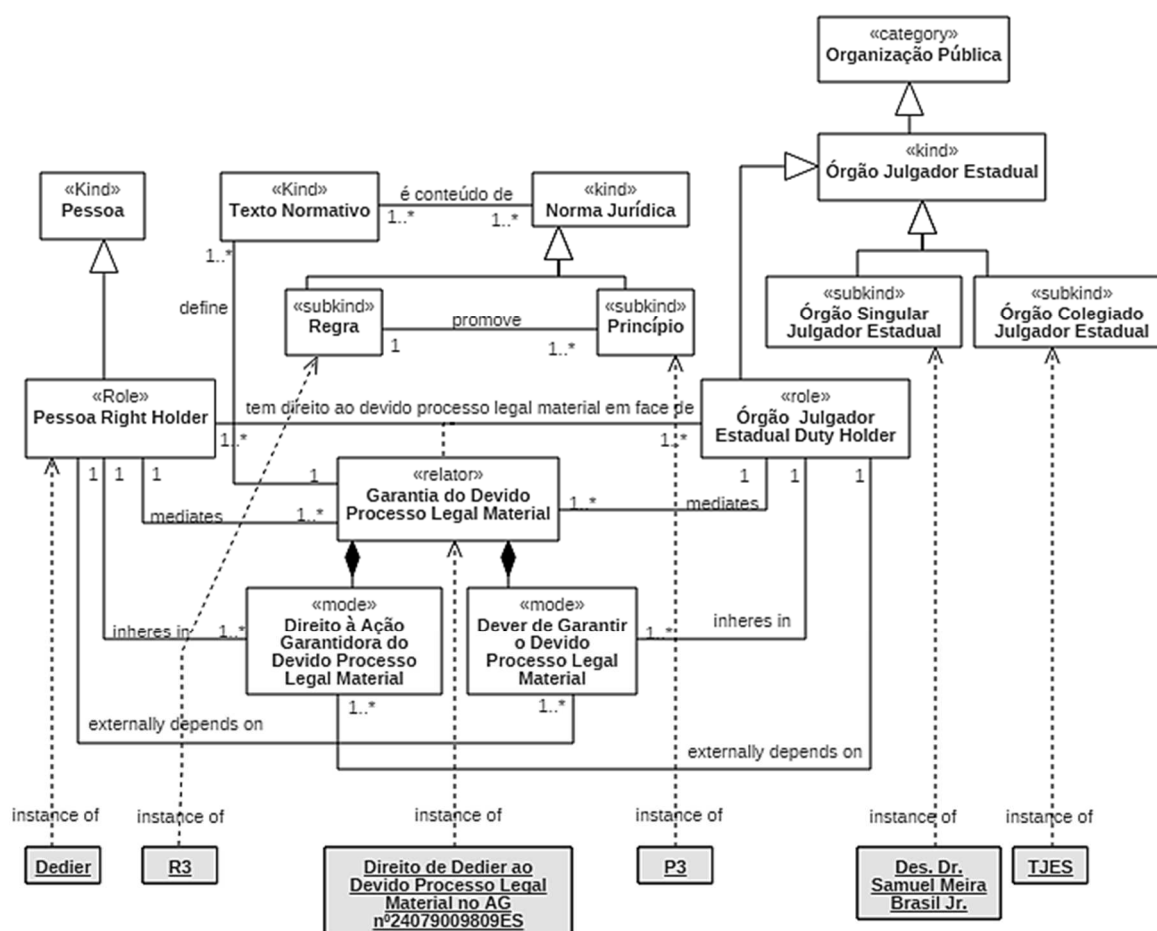 «category»
Organização Pública
«kind»
Órgão Julgador Estadual
«Kind»
Pessoa
«Kind»
Texto Normativo
é conteúdo de
1..*
1..*
«kind»
Norma Jurídica
1..*
define
«subkind»
Regra
promove
1
1..*
«subkind»
Princípio
«subkind»
Órgão Singular
Julgador Estadual
«subkind»
Órgão Colegiado
Julgador Estadual
«Role»
Pessoa Right Holder
tem direito ao devido processo legal material em face de
1..*
1..*
«role»
Órgão Julgador
Estadual Duty Holder
1
1
1
1
«relator»
Garantia do Devido
Processo Legal Material
1
1
1
mediates
1..*
1..*
mediates
«mode»
Direito à Ação
Garantidora do
Devido Processo
Legal Material
«mode»
Dever de Garantir
o Devido
Processo Legal
Material
inheres in
1..*
1..*
inheres in
1..*
1..*
externally depends on
externally depends on
instance of
instance of
instance of
instance of
instance of
instance of
Dedier
R3
Direito de Dedier ao
Devido Processo Legal
Material no AG
nº24079009809ES
P3
Des. Dr.
Samuel Meira
Brasil Jr.
TJES